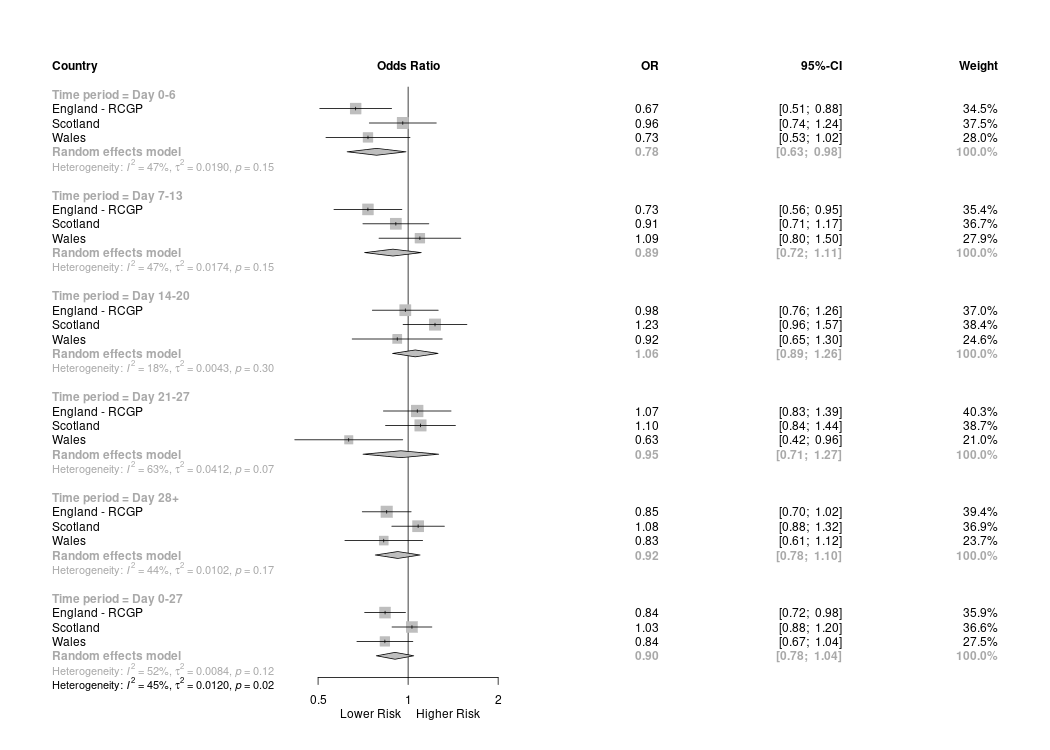 Country Odds Ratio OR 95%-CI Weight
Time period = Day 0-6
England - RCGP 0.67 [0.51; 0.88] 34.5%
Scotland 0.96 [0.74; 1.24] 37.5%
Wales 0.73 [0.53; 1.02] 28.0%
Random effects model 0.78 [0.63; 0.98] 100.0%
Heterogeneity: I² = 47%, τ² = 0.0190, p = 0.15
Time period = Day 7-13
England - RCGP 0.73 [0.56; 0.95] 35.4%
Scotland 0.91 [0.71; 1.17] 36.7%
Wales 1.09 [0.80; 1.50] 27.9%
Random effects model 0.89 [0.72; 1.11] 100.0%
Heterogeneity: I² = 47%, τ² = 0.0174, p = 0.15
Time period = Day 14-20
England - RCGP 0.98 [0.76; 1.26] 37.0%
Scotland 1.23 [0.96; 1.57] 38.4%
Wales 0.92 [0.65; 1.30] 24.6%
Random effects model 1.06 [0.89; 1.26] 100.0%
Heterogeneity: I² = 18%, τ² = 0.0043, p = 0.30
Time period = Day 21-27
England - RCGP 1.07 [0.83; 1.39] 40.3%
Scotland 1.10 [0.84; 1.44] 38.7%
Wales 0.63 [0.42; 0.96] 21.0%
Random effects model 0.95 [0.71; 1.27] 100.0%
Heterogeneity: I² = 63%, τ² = 0.0412, p = 0.07
Time period = Day 28+
England - RCGP 0.85 [0.70; 1.02] 39.4%
Scotland 1.08 [0.88; 1.32] 36.9%
Wales 0.83 [0.61; 1.12] 23.7%
Random effects model 0.92 [0.78; 1.10] 100.0%
Heterogeneity: I² = 44%, τ² = 0.0102, p = 0.17
Time period = Day 0-27
England - RCGP 0.84 [0.72; 0.98] 35.9%
Scotland 1.03 [0.88; 1.20] 36.6%
Wales 0.84 [0.67; 1.04] 27.5%
Random effects model 0.90 [0.78; 1.04] 100.0%
Heterogeneity: I² = 52%, τ² = 0.0084, p = 0.12
Heterogeneity: I² = 45%, τ² = 0.0120, p = 0.02
0.5 1 2
Lower Risk Higher Risk